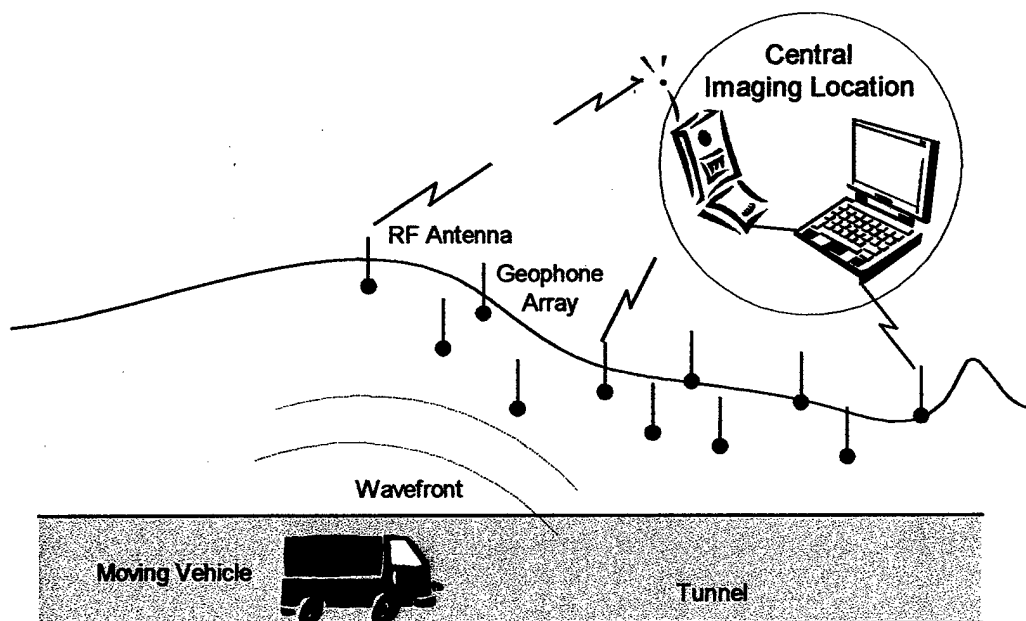 Central
Imaging Location
RF Antenna
Geophone
Array
Wavefront
Moving Vehicle
Tunnel